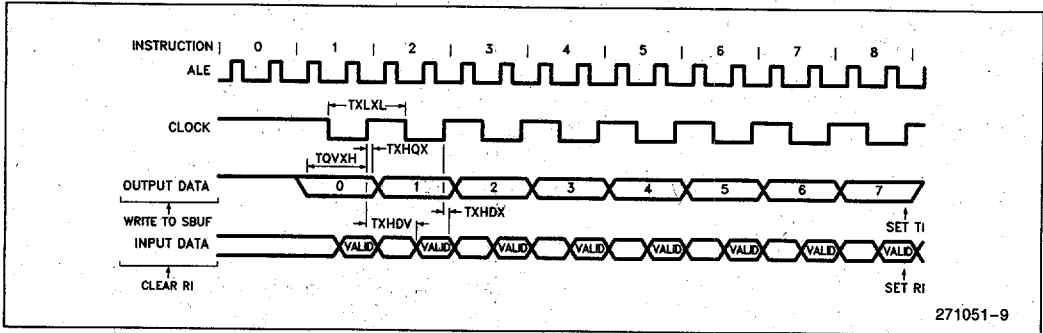 INSTRUCTION | 0 | 1 | 2 | 3 | 4 | 5 | 6 | 7 | 8 |
ALE
TXLXL
CLOCK
TQVXH
TXHQX
OUTPUT DATA
0 1 2 3 4 5 6 7
WRITE TO SBUF
TXHDV
TXHDX
SET TI
INPUT DATA
VALID VALID VALID VALID VALID VALID VALID VALID
CLEAR RI
SET RI
271051-9